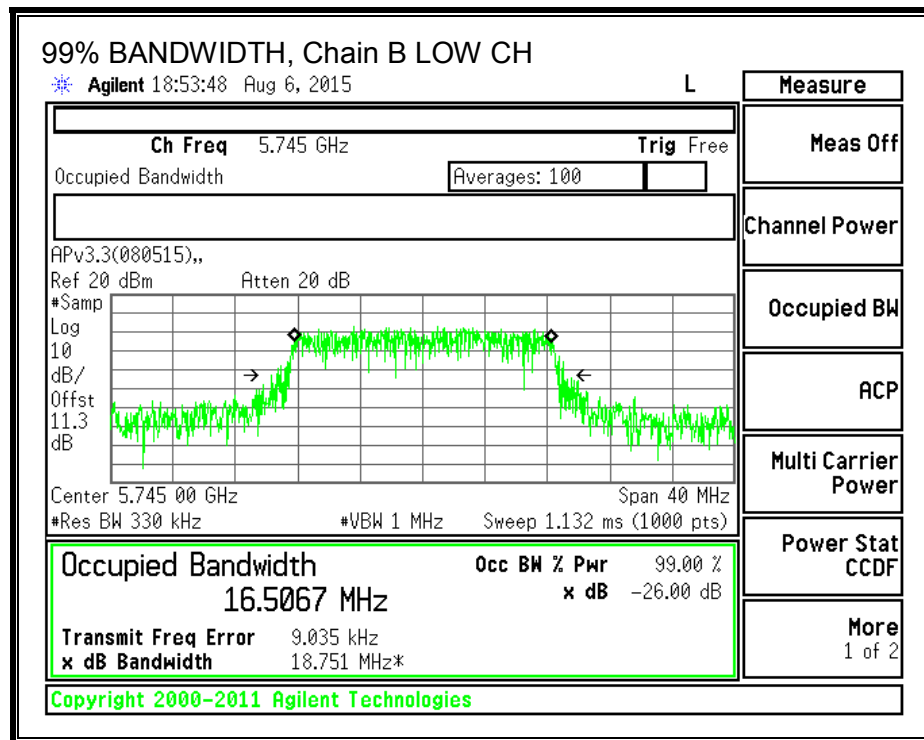 99% BANDWIDTH, Chain B LOW CH
Agilent 18:53:48 Aug 6, 2015 L
Ch Freq 5.745 GHz Trig Free
Occupied Bandwidth Averages: 100
APv3.3(080515),,
Ref 20 dBm Atten 20 dB
#Samp
Log
10
dB/
Offst
11.3
dB
Center 5.745 00 GHz Span 40 MHz
#Res BW 330 kHz #VBW 1 MHz Sweep 1.132 ms (1000 pts)
Occupied Bandwidth Occ BW % Pwr 99.00 %
16.5067 MHz x dB -26.00 dB
Transmit Freq Error 9.035 kHz
x dB Bandwidth 18.751 MHz*
Copyright 2000-2011 Agilent Technologies
Measure
Meas Off
Channel Power
Occupied BW
ACP
Multi Carrier
Power
Power Stat
CCDF
More
1 of 2